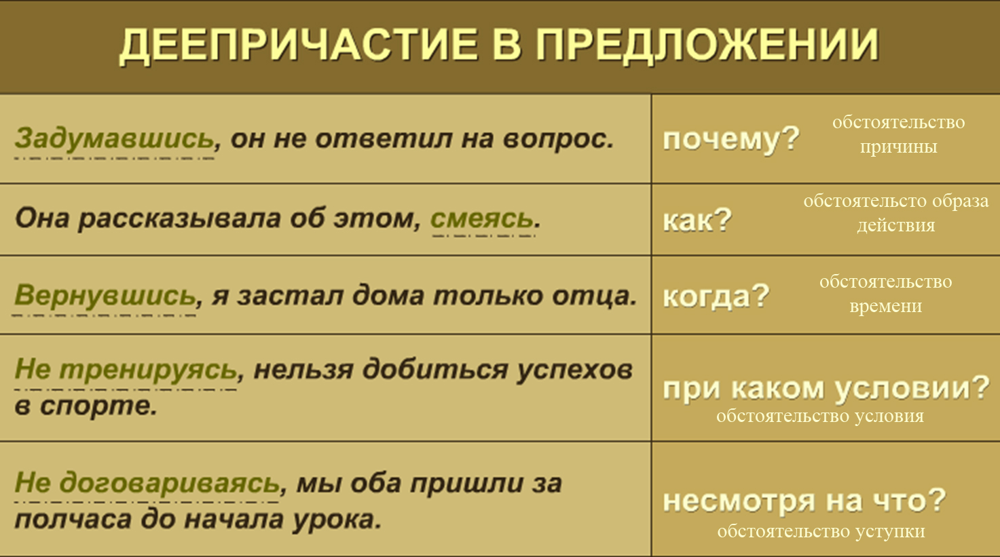 ДЕЕПРИЧАСТИЕ В ПРЕДЛОЖЕНИИ
Задумавшись, он не ответил на вопрос.
почему?
обстоятельство
причины
Она рассказывала об этом, смеясь.
как?
обстоятельсто образа
действия
Вернувшись, я застал дома только отца.
когда?
обстоятельство
времени
Не тренируясь, нельзя добиться успехов
в спорте.
при каком условии?
обстоятельство условия
Не договариваясь, мы оба пришли за
полчаса до начала урока.
несмотря на что?
обстоятельство уступки